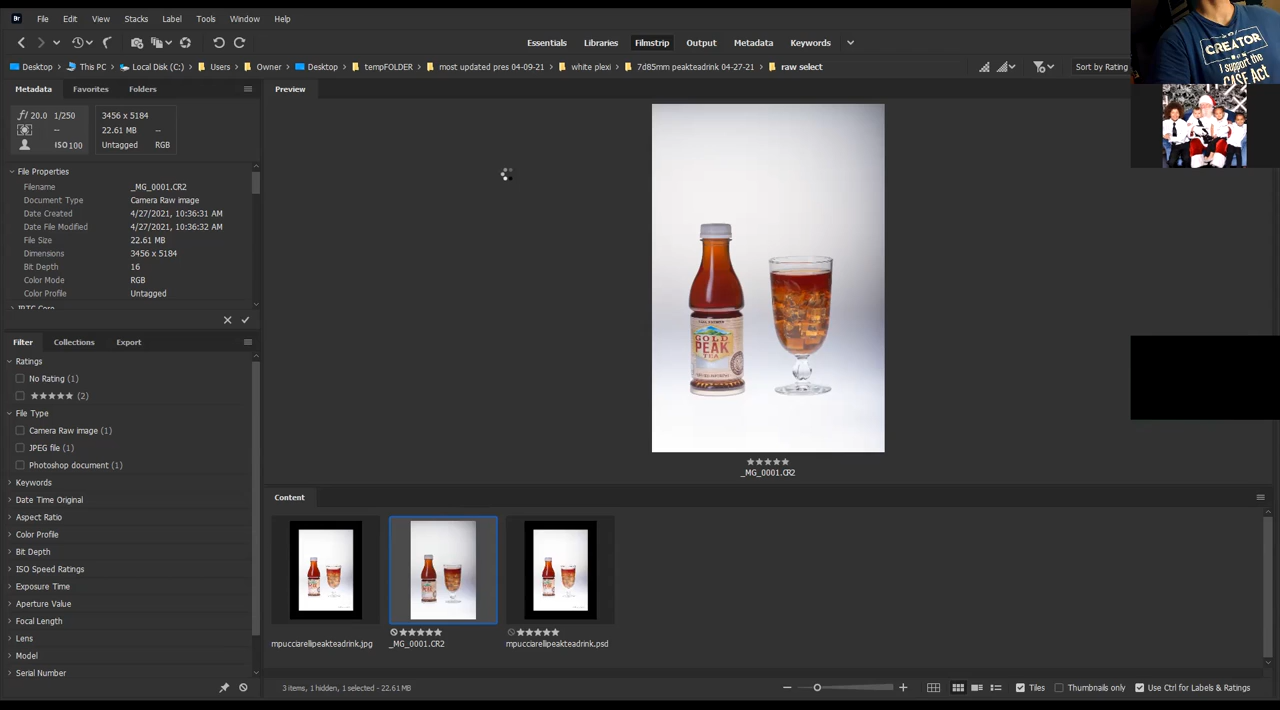 Br File Edit View Stacks Label Tools Window Help
Essentials Libraries Filmstrip Output Metadata Keywords
Desktop > This PC > Local Disk (C:) > Users > Owner > Desktop > tempFOLDER > most updated pres 04-09-21 > white plexi > 7d85mm peakteadrink 04-27-21 > raw select
Sort by Rating
CREATOR
I support the
CASE Act
Metadata Favorites Folders
Preview
f/ 20.0 1/250
--
ISO100
3456 x 5184
22.61 MB --
Untagged RGB
File Properties
Filename _MG_0001.CR2
Document Type Camera Raw image
Date Created 4/27/2021, 10:36:31 AM
Date File Modified 4/27/2021, 10:36:32 AM
File Size 22.61 MB
Dimensions 3456 x 5184
Bit Depth 16
Color Mode RGB
Color Profile Untagged
IPTC Core
GOLD
PEAK
TEA
_MG_0001.CR2
Filter Collections Export
Ratings
No Rating (1)
★★★★★ (2)
File Type
Camera Raw image (1)
JPEG file (1)
Photoshop document (1)
Keywords
Date Time Original
Aspect Ratio
Color Profile
Bit Depth
ISO Speed Ratings
Exposure Time
Aperture Value
Focal Length
Lens
Model
Serial Number
Content
mpucciarellipeakteadrink.jpg
_MG_0001.CR2
mpucciarellipeakteadrink.psd
3 items, 1 hidden, 1 selected - 22.61 MB
Tiles Thumbnails only Use Ctrl for Labels & Ratings